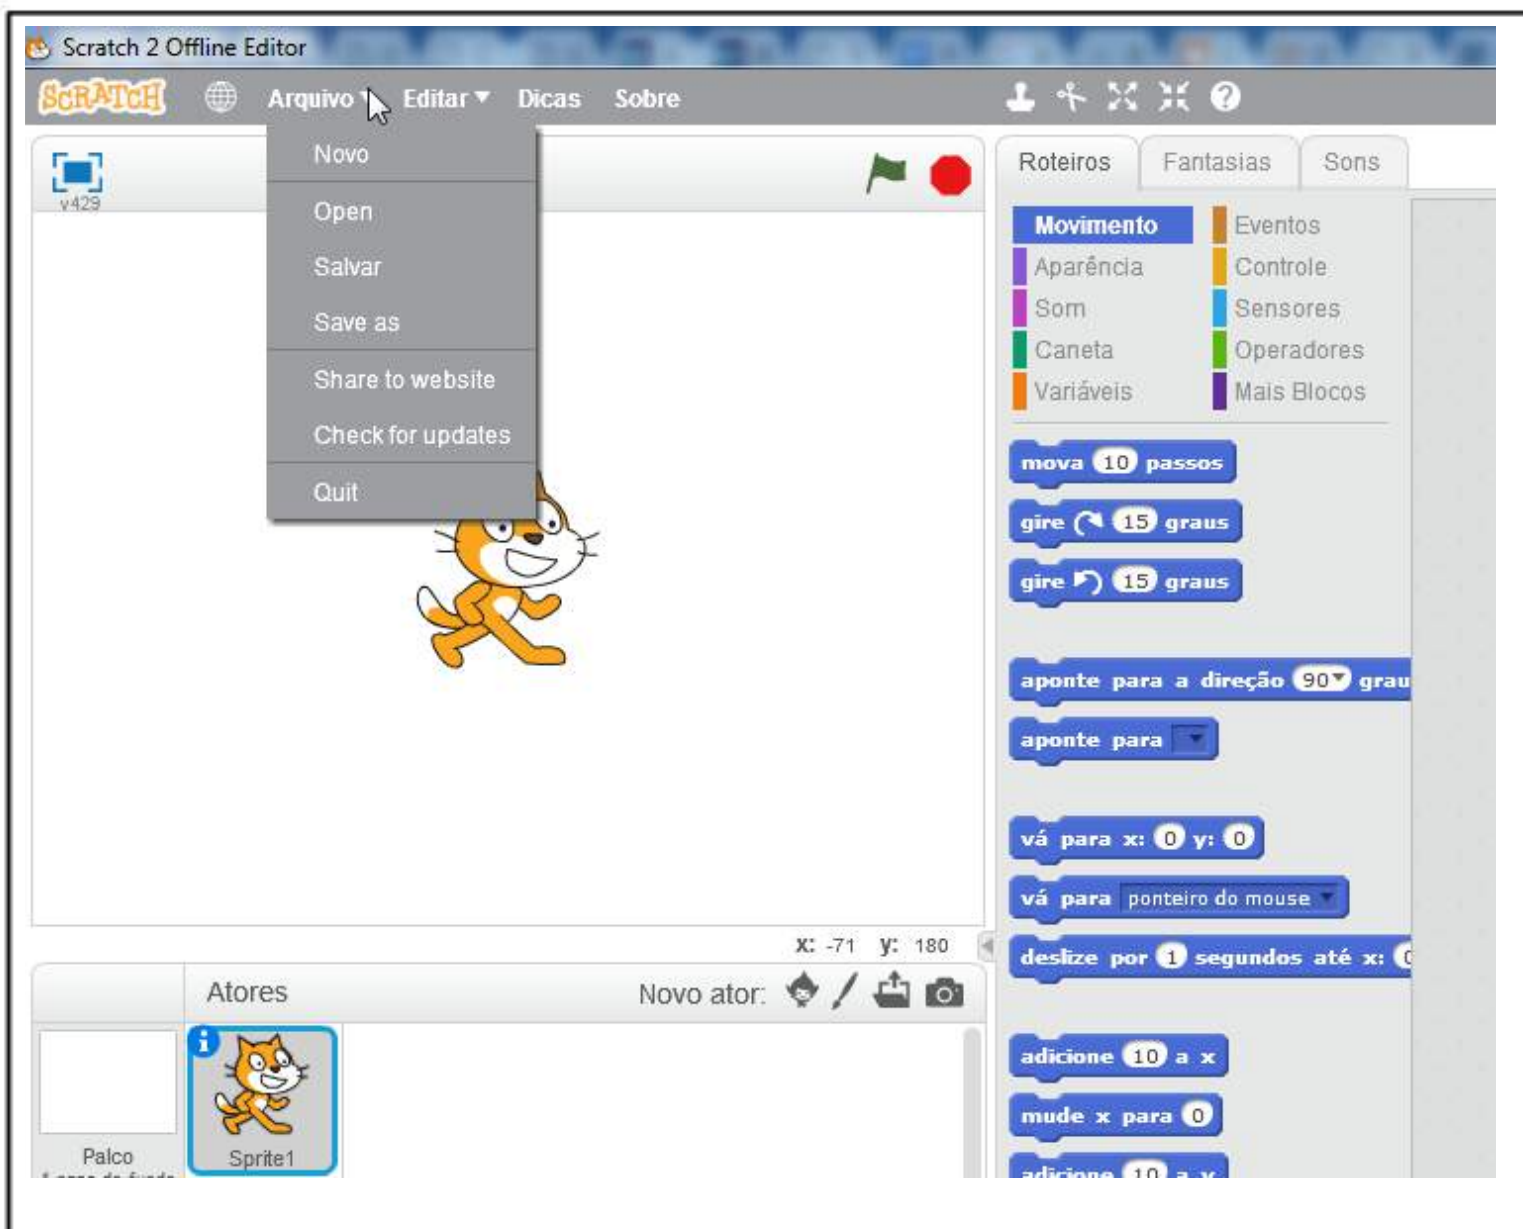 Scratch 2 Offline Editor
SCRATCH Arquivo Editar Dicas Sobre
Novo
Open
Salvar
Save as
Share to website
Check for updates
Quit
v429
x: -71 y: 180
Atores
Novo ator:
Palco
Sprite1
Roteiros Fantasias Sons
Movimento Eventos
Aparência Controle
Som Sensores
Caneta Operadores
Variáveis Mais Blocos
mova 10 passos
gire 15 graus
gire 15 graus
aponte para a direção 90 grau
aponte para
vá para x: 0 y: 0
vá para ponteiro do mouse
deslize por 1 segundos até x:
adicione 10 a x
mude x para 0
adicione 10 a y